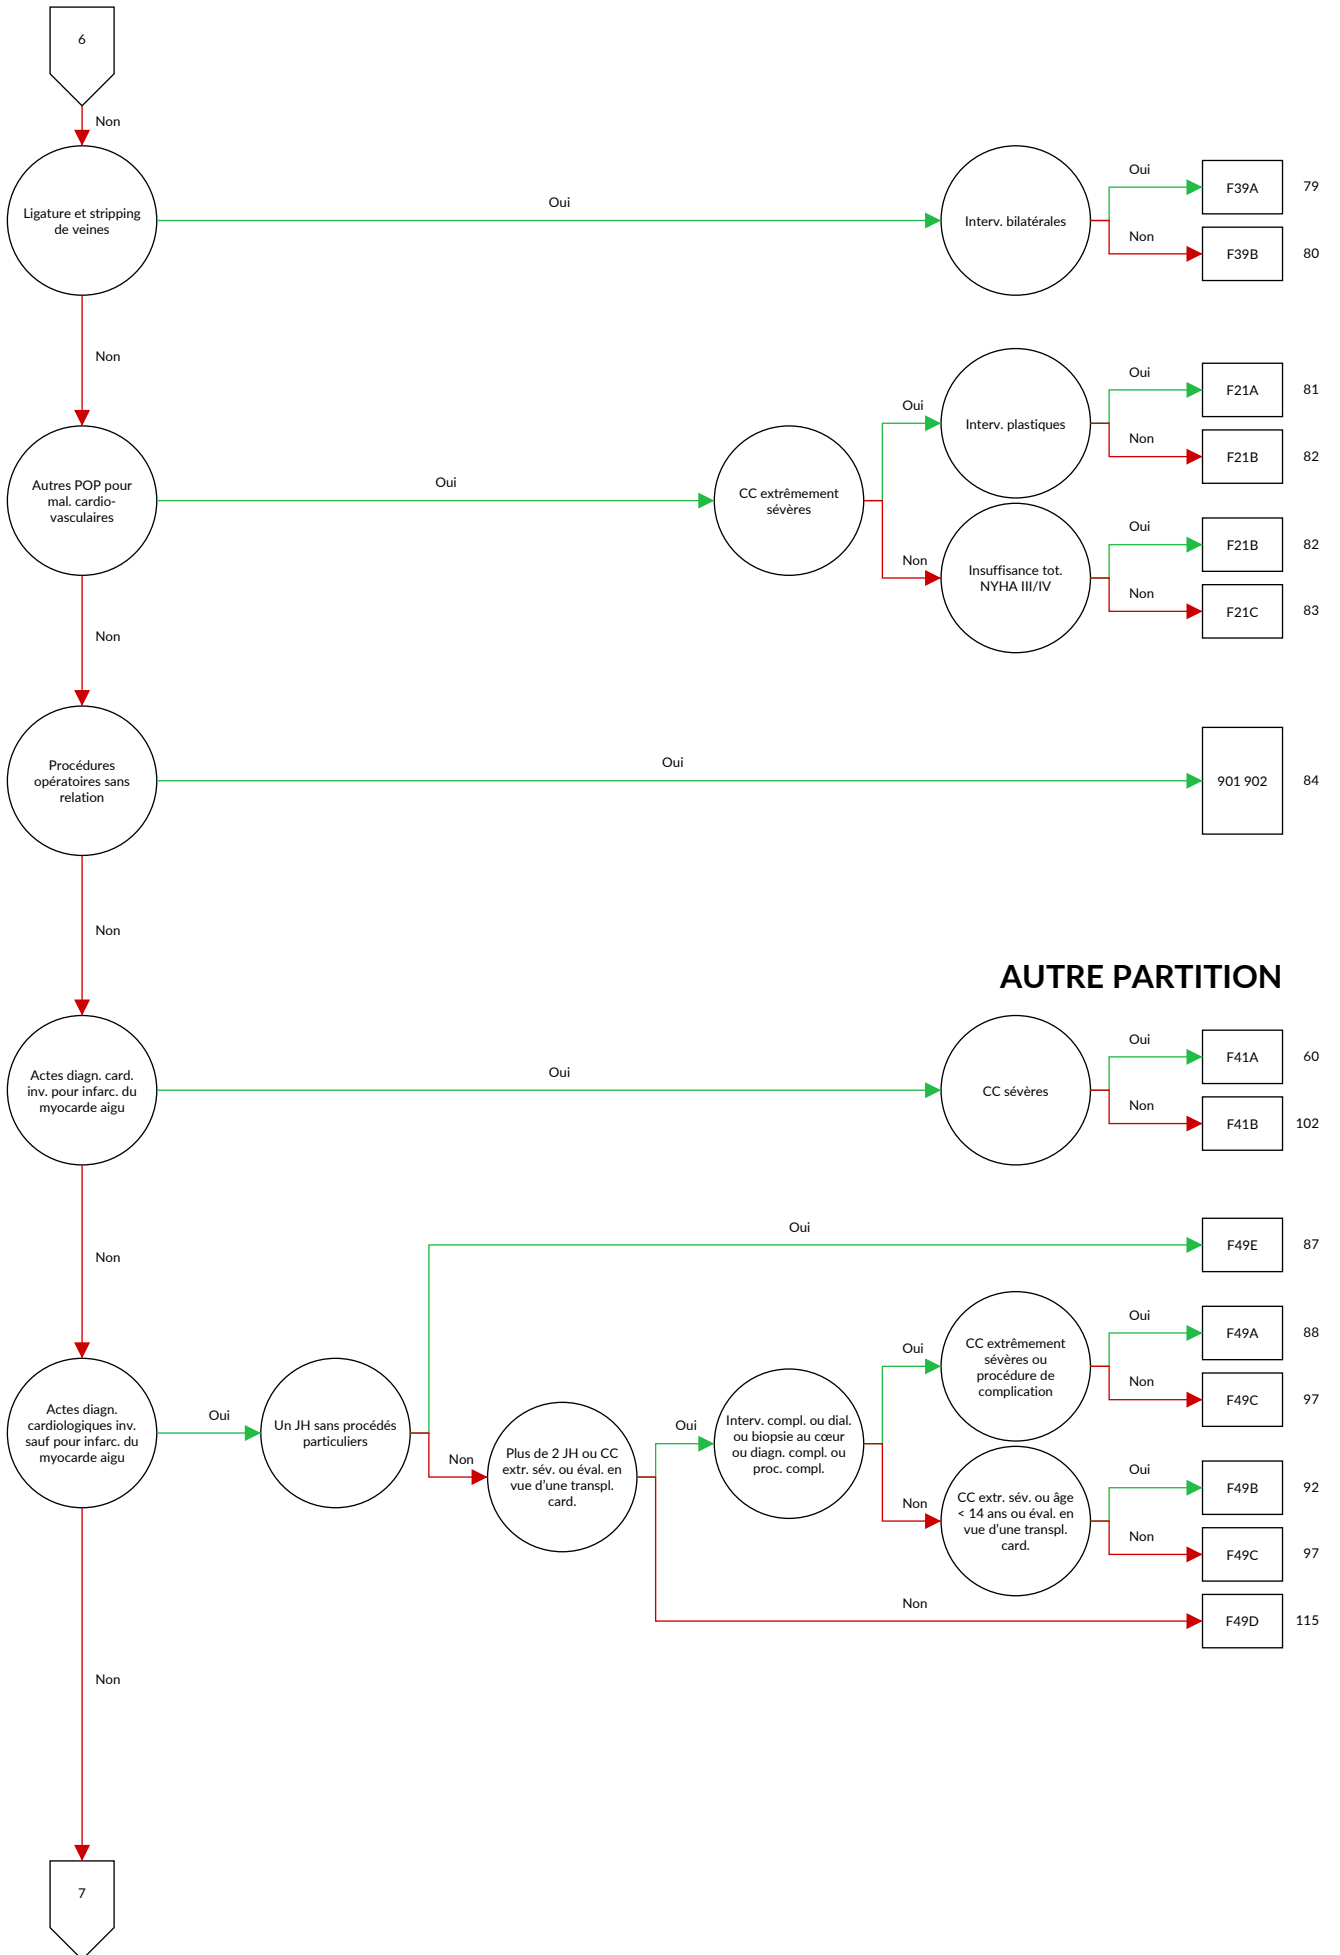 6
Non
Ligature et stripping
de veines
Oui
Interv. bilatérales
Oui
F39A
79
Non
F39B
80
Non
Autres POP pour
mal. cardio-
vasculaires
Oui
CC extrêmement
sévères
Oui
Interv. plastiques
Oui
F21A
81
Non
F21B
82
Non
Insuffisance tot.
NYHA III/IV
Oui
F21B
82
Non
F21C
83
Non
Procédures
opératoires sans
relation
Oui
901 902
84
Non
AUTRE PARTITION
Actes diagn. card.
inv. pour infarc. du
myocarde aigu
Oui
CC sévères
Oui
F41A
60
Non
F41B
102
Non
Actes diagn.
cardiologiques inv.
sauf pour infarc. du
myocarde aigu
Oui
Un JH sans procédés
particuliers
Oui
F49E
87
Non
Plus de 2 JH ou CC
extr. sév. ou éval. en
vue d'une transpl.
card.
Oui
Interv. compl. ou dial.
ou biopsie au cœur
ou diagn. compl. ou
proc. compl.
Oui
CC extrêmement
sévères ou
procédure de
complication
Oui
F49A
88
Non
F49C
97
Non
CC extr. sév. ou âge
< 14 ans ou éval. en
vue d'une transpl.
card.
Oui
F49B
92
Non
F49C
97
Non
F49D
115
Non
7